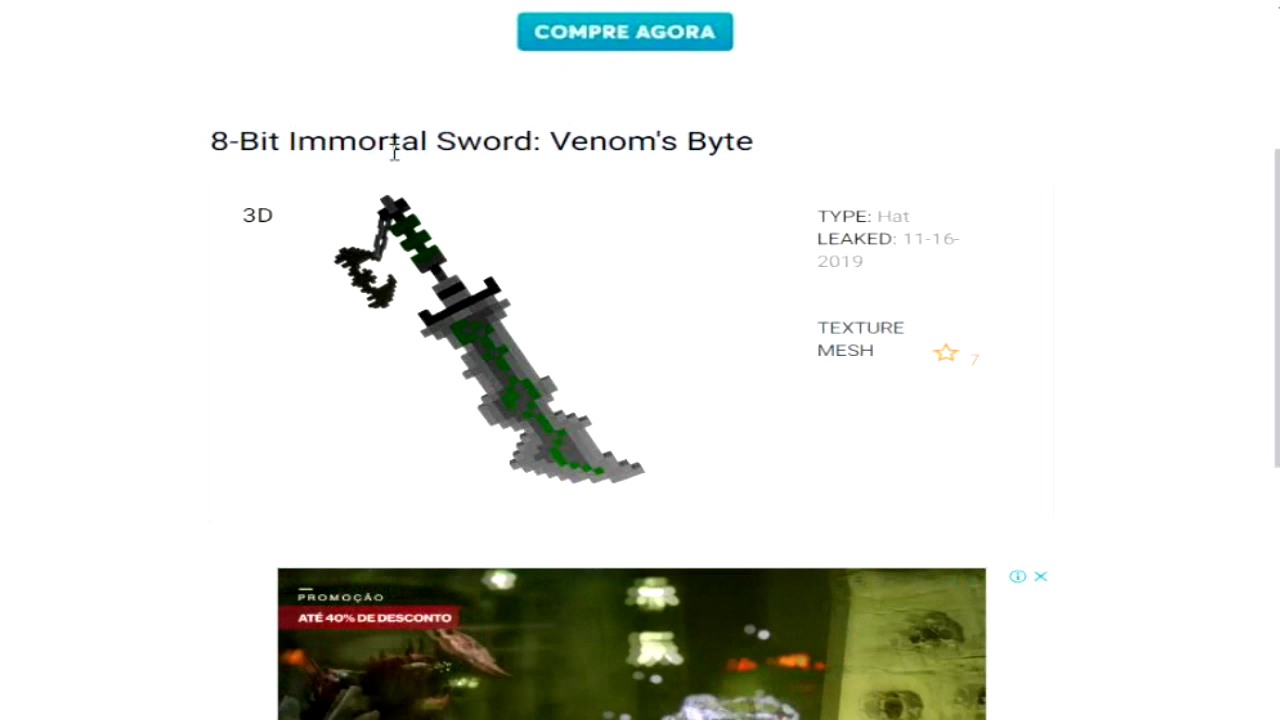 COMPRE AGORA
8-Bit Immortal Sword: Venom's Byte
3D
TYPE: Hat
LEAKED: 11-16-
2019
TEXTURE
MESH
7
PROMOÇÃO
ATÉ 40% DE DESCONTO